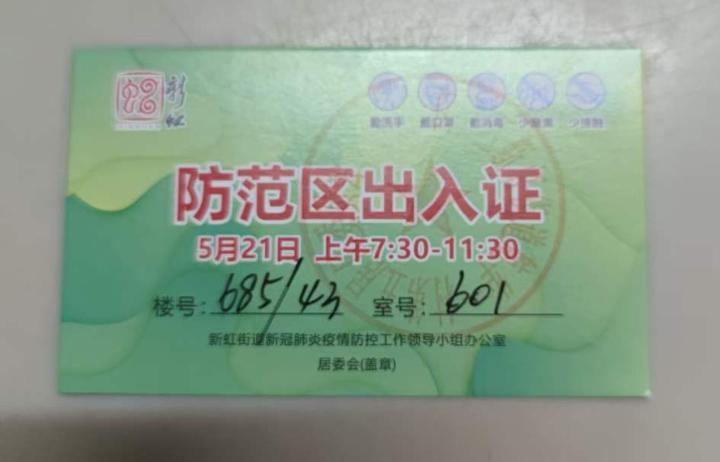 新虹
勤洗手 戴口罩 勤消毒 少聚集 少接触
防范区出入证
5月21日 上午7:30-11:30
楼号: 685/43 室号: 601
新虹街道新冠肺炎疫情防控工作领导小组办公室
居委会(盖章)